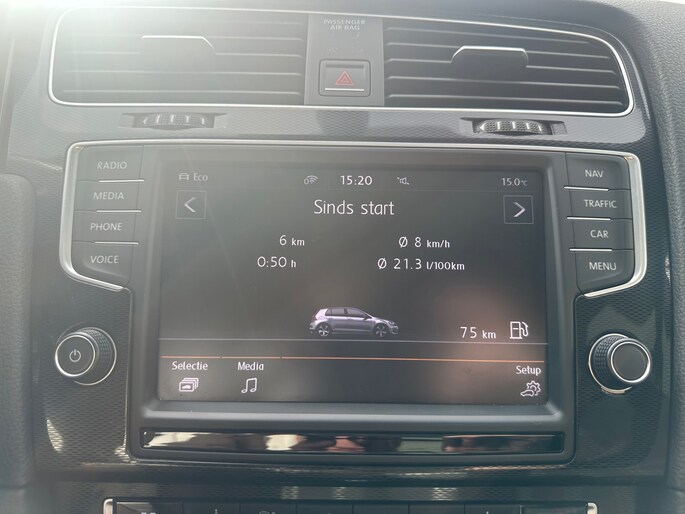 PASSENGER
AIR BAG
RADIO
MEDIA
PHONE
VOICE
NAV
TRAFFIC
CAR
MENU
Eco 15:20 15.0°C
Sinds start
6 km Ø 8 km/h
0:50 h Ø 21.3 l/100km
75 km
Selectie Media Setup